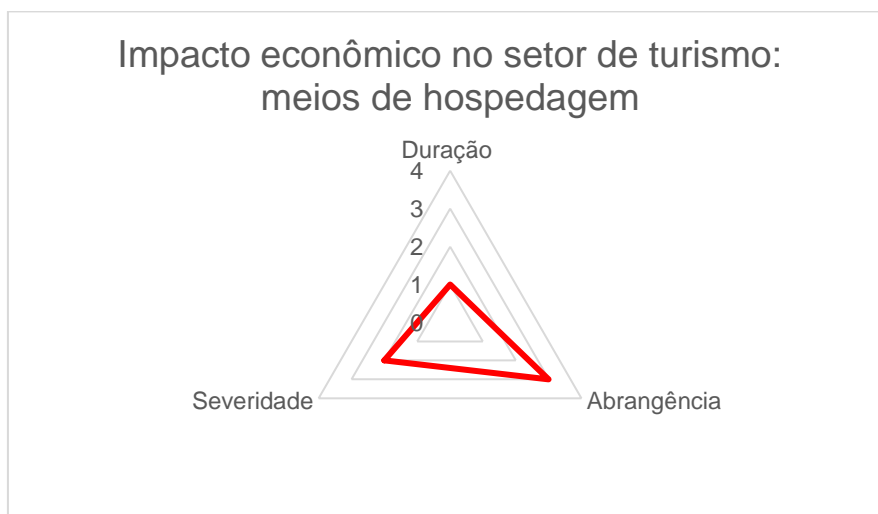 Impacto econômico no setor de turismo:
meios de hospedagem
Duração
4
3
2
1
0
Severidade
Abrangência